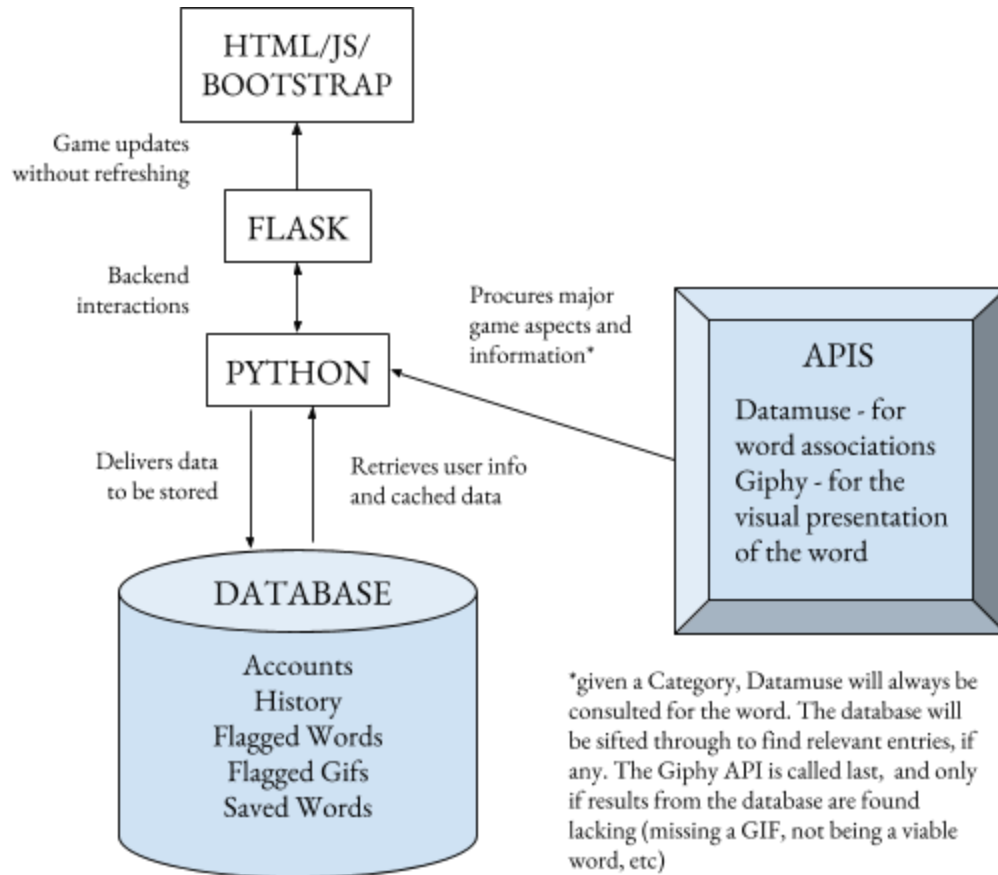 HTML/JS/
BOOTSTRAP
Game updates
without refreshing
FLASK
Backend
interactions
PYTHON
Procures major
game aspects and
information*
APIS
Datamuse - for
word associations
Giphy - for the
visual presentation
of the word
Delivers data
to be stored
Retrieves user info
and cached data
DATABASE
Accounts
History
Flagged Words
Flagged Gifs
Saved Words
*given a Category, Datamuse will always be
consulted for the word. The database will
be sifted through to find relevant entries, if
any. The Giphy API is called last, and only
if results from the database are found
lacking (missing a GIF, not being a viable
word, etc)